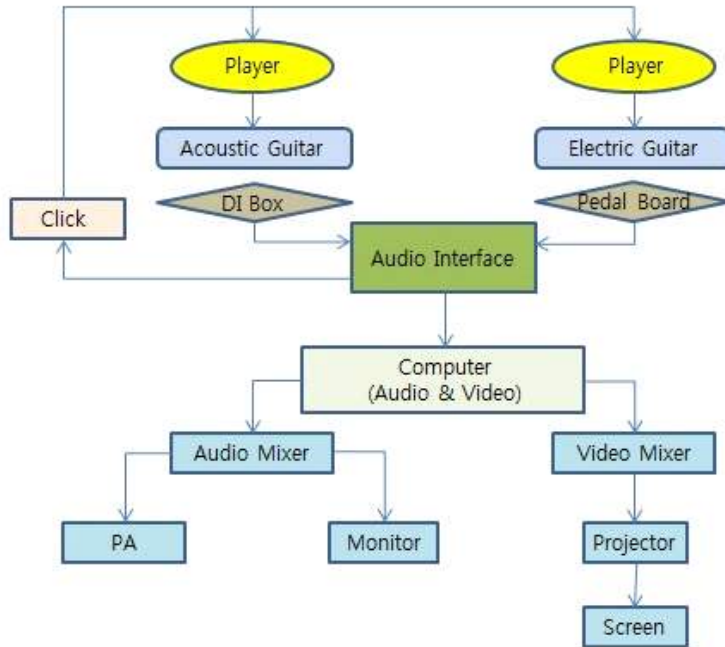 Player
Player
Acoustic Guitar
Electric Guitar
DI Box
Pedal Board
Click
Audio Interface
Computer
(Audio & Video)
Audio Mixer
Video Mixer
PA
Monitor
Projector
Screen